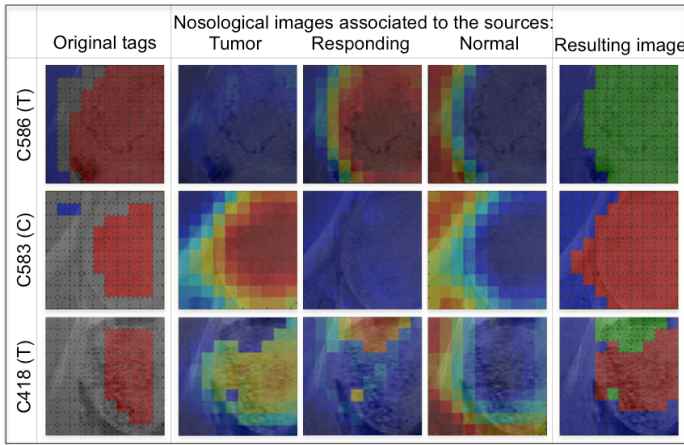 Nosological images associated to the sources:
Original tags Tumor Responding Normal Resulting image
C586 (T)
C583 (C)
C418 (T)